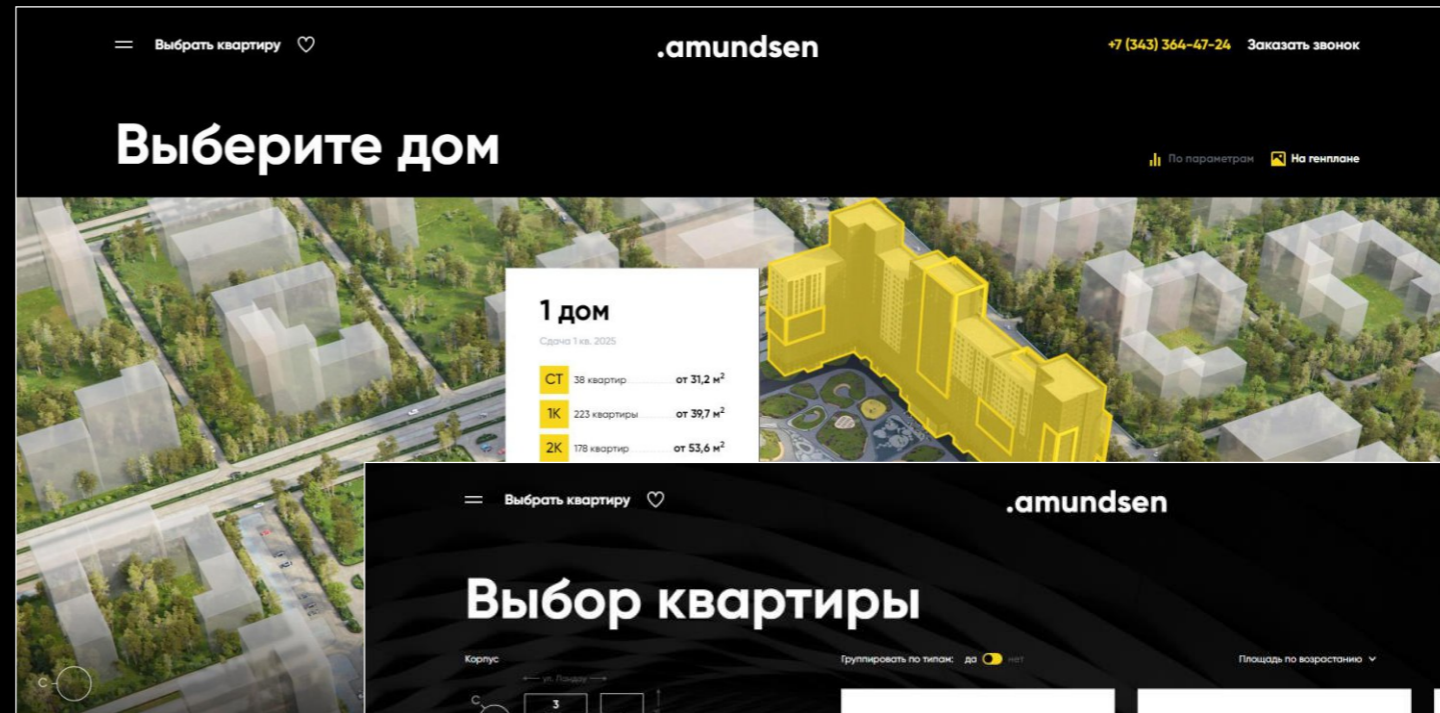 Выбрать квартиру
.amundsen
+7 (343) 364-47-24 Заказать звонок
Выберите дом
По параметрам На генплане
1 дом
Сдача 1 кв. 2025
СТ 38 квартир от 31,2 м²
1К 223 квартиры от 39,7 м²
2К 178 квартир от 53,6 м²
С
Выбрать квартиру
.amundsen
Выбор квартиры
Корпус
Группировать по типам: да нет
Площадь по возрастанию
ул. Ландау
С
3